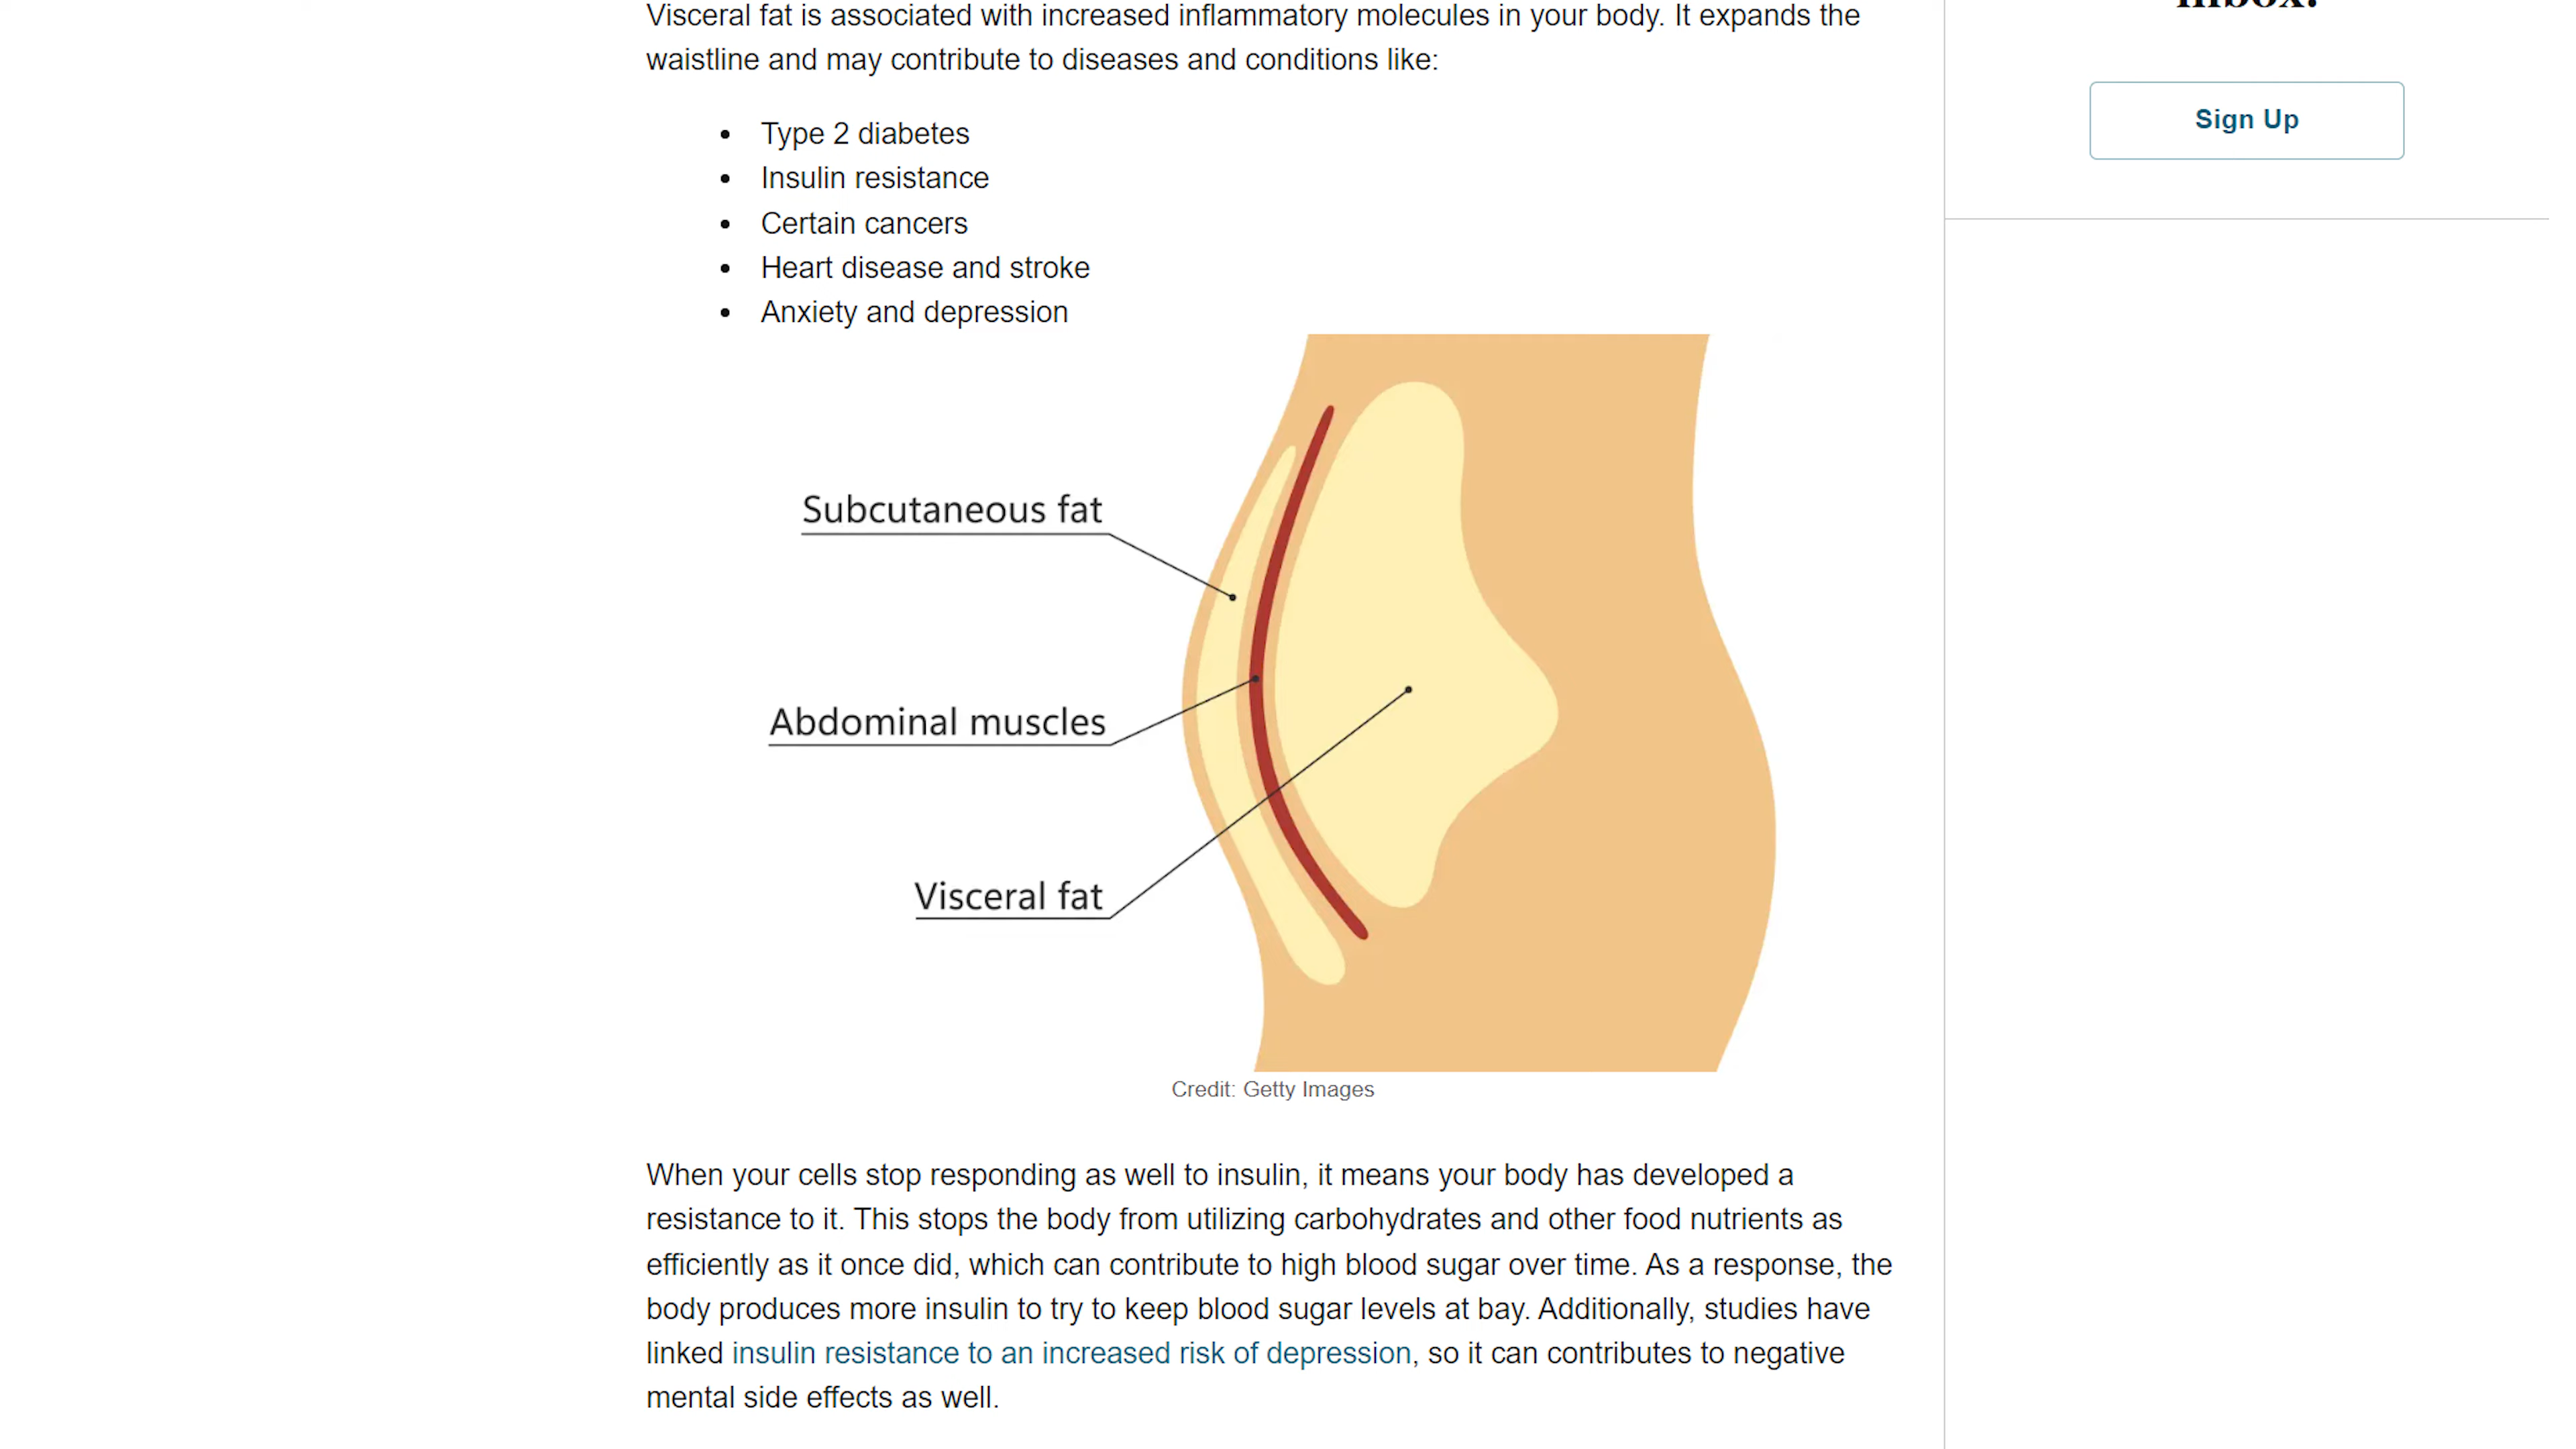 Visceral fat is associated with increased inflammatory molecules in your body. It expands the
waistline and may contribute to diseases and conditions like:
• Type 2 diabetes
• Insulin resistance
• Certain cancers
• Heart disease and stroke
• Anxiety and depression
Subcutaneous fat
Abdominal muscles
Visceral fat
Credit: Getty Images
When your cells stop responding as well to insulin, it means your body has developed a
resistance to it. This stops the body from utilizing carbohydrates and other food nutrients as
efficiently as it once did, which can contribute to high blood sugar over time. As a response, the
body produces more insulin to try to keep blood sugar levels at bay. Additionally, studies have
linked insulin resistance to an increased risk of depression, so it can contributes to negative
mental side effects as well.
inbox.
Sign Up